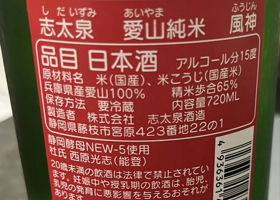 しだいずみ あいやま ふうじん
志太泉 愛山純米 風神
品目 日本酒 アルコール分15度
原材料 米(国産)、米こうじ(国産米)
兵庫県産愛山100% 精米歩合65%
保存方法 要冷蔵 内容量720ML
製造者 株式会社 志太泉酒造
静岡県藤枝市宮原423番地の22の1
静岡酵母NEW-5使用
杜氏 西原光志(能登)
20歳未満の飲酒は法律で禁止されています。
妊娠中や授乳期の飲酒は、胎児、
乳児の発育に悪影響を与えるおそれが
493636